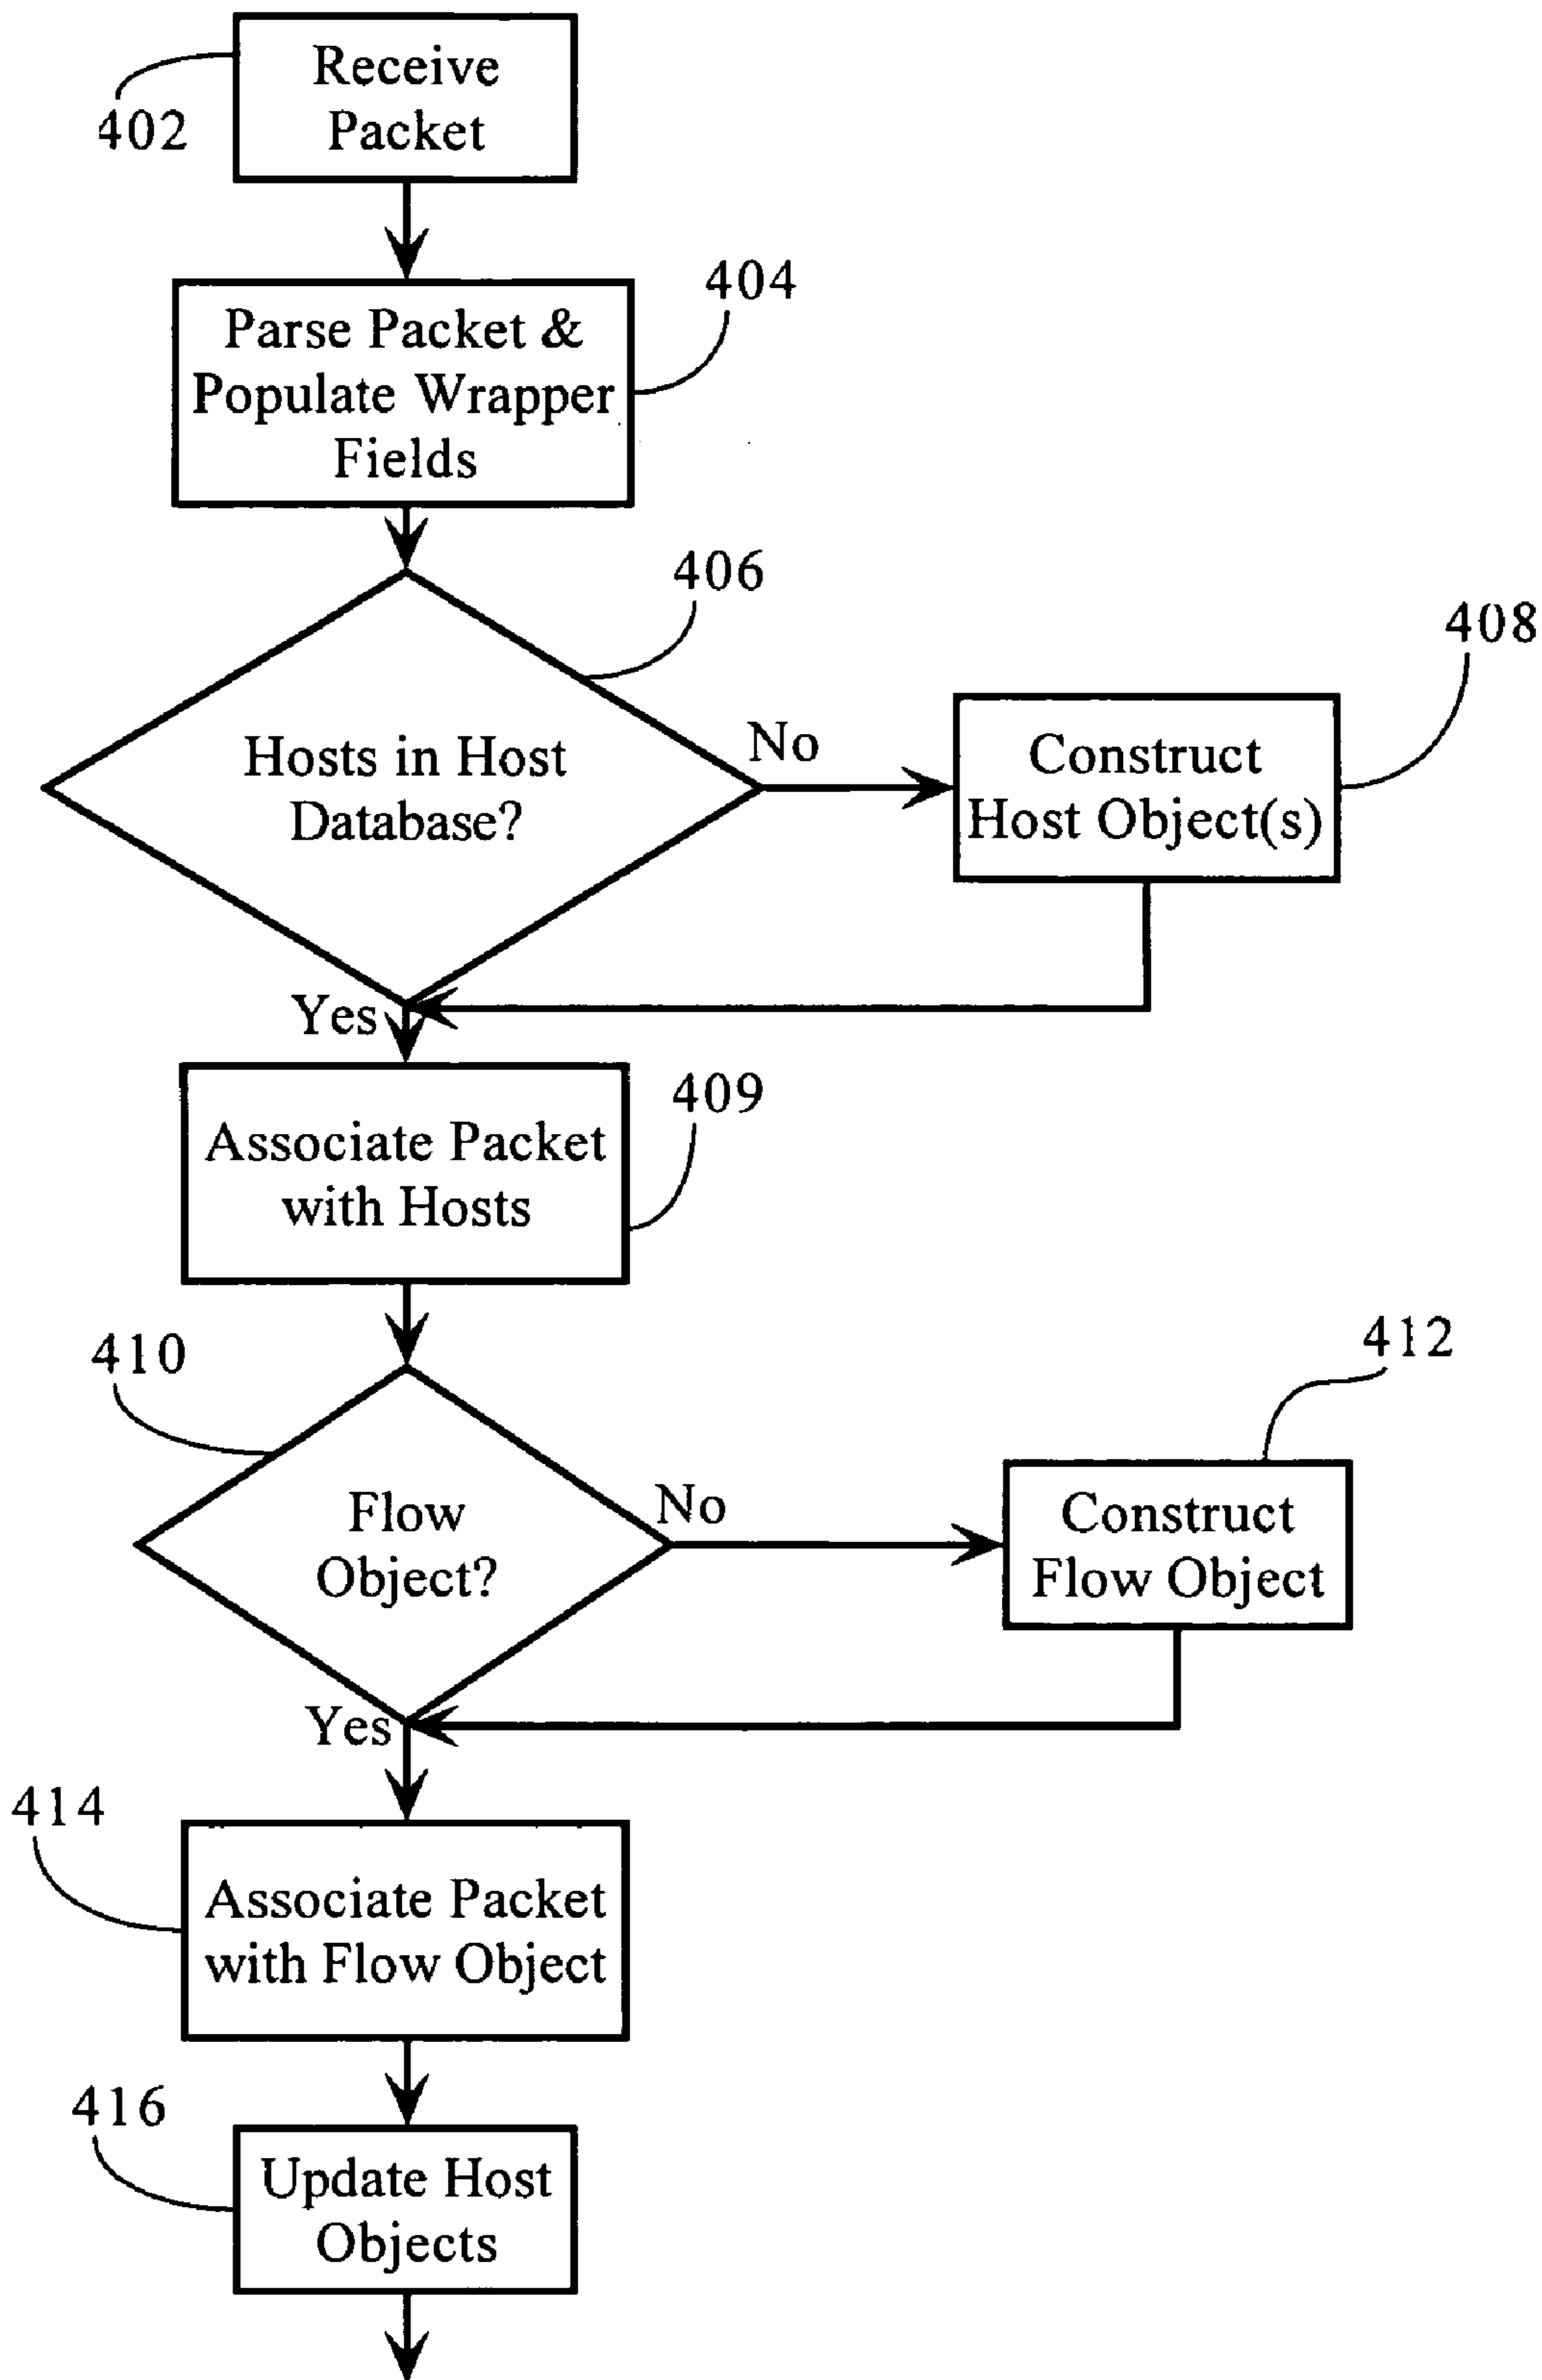 Receive
Packet
402
404
Parse Packet &
Populate Wrapper
Fields
406
408
Hosts in Host
Database?
No
Construct
Host Object(s)
Yes
409
Associate Packet
with Hosts
410
412
Flow
Object?
No
Construct
Flow Object
Yes
414
Associate Packet
with Flow Object
416
Update Host
Objects